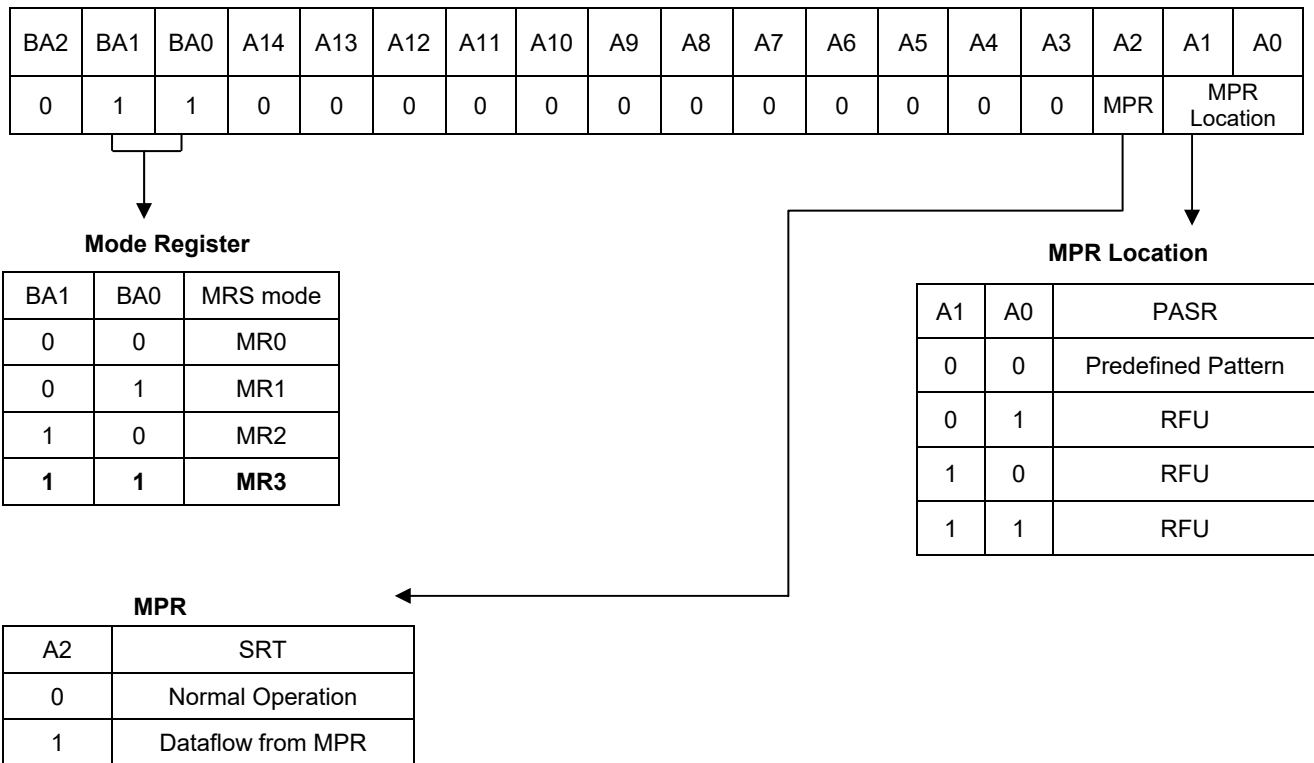 BA2 BA1 BA0 A14 A13 A12 A11 A10 A9 A8 A7 A6 A5 A4 A3 A2 A1 A0
0 1 1 0 0 0 0 0 0 0 0 0 0 0 0 MPR MPR
Location
Mode Register
BA1 BA0 MRS mode
0 0 MR0
0 1 MR1
1 0 MR2
1 1 MR3
MPR Location
A1 A0 PASR
0 0 Predefined Pattern
0 1 RFU
1 0 RFU
1 1 RFU
MPR
A2 SRT
0 Normal Operation
1 Dataflow from MPR